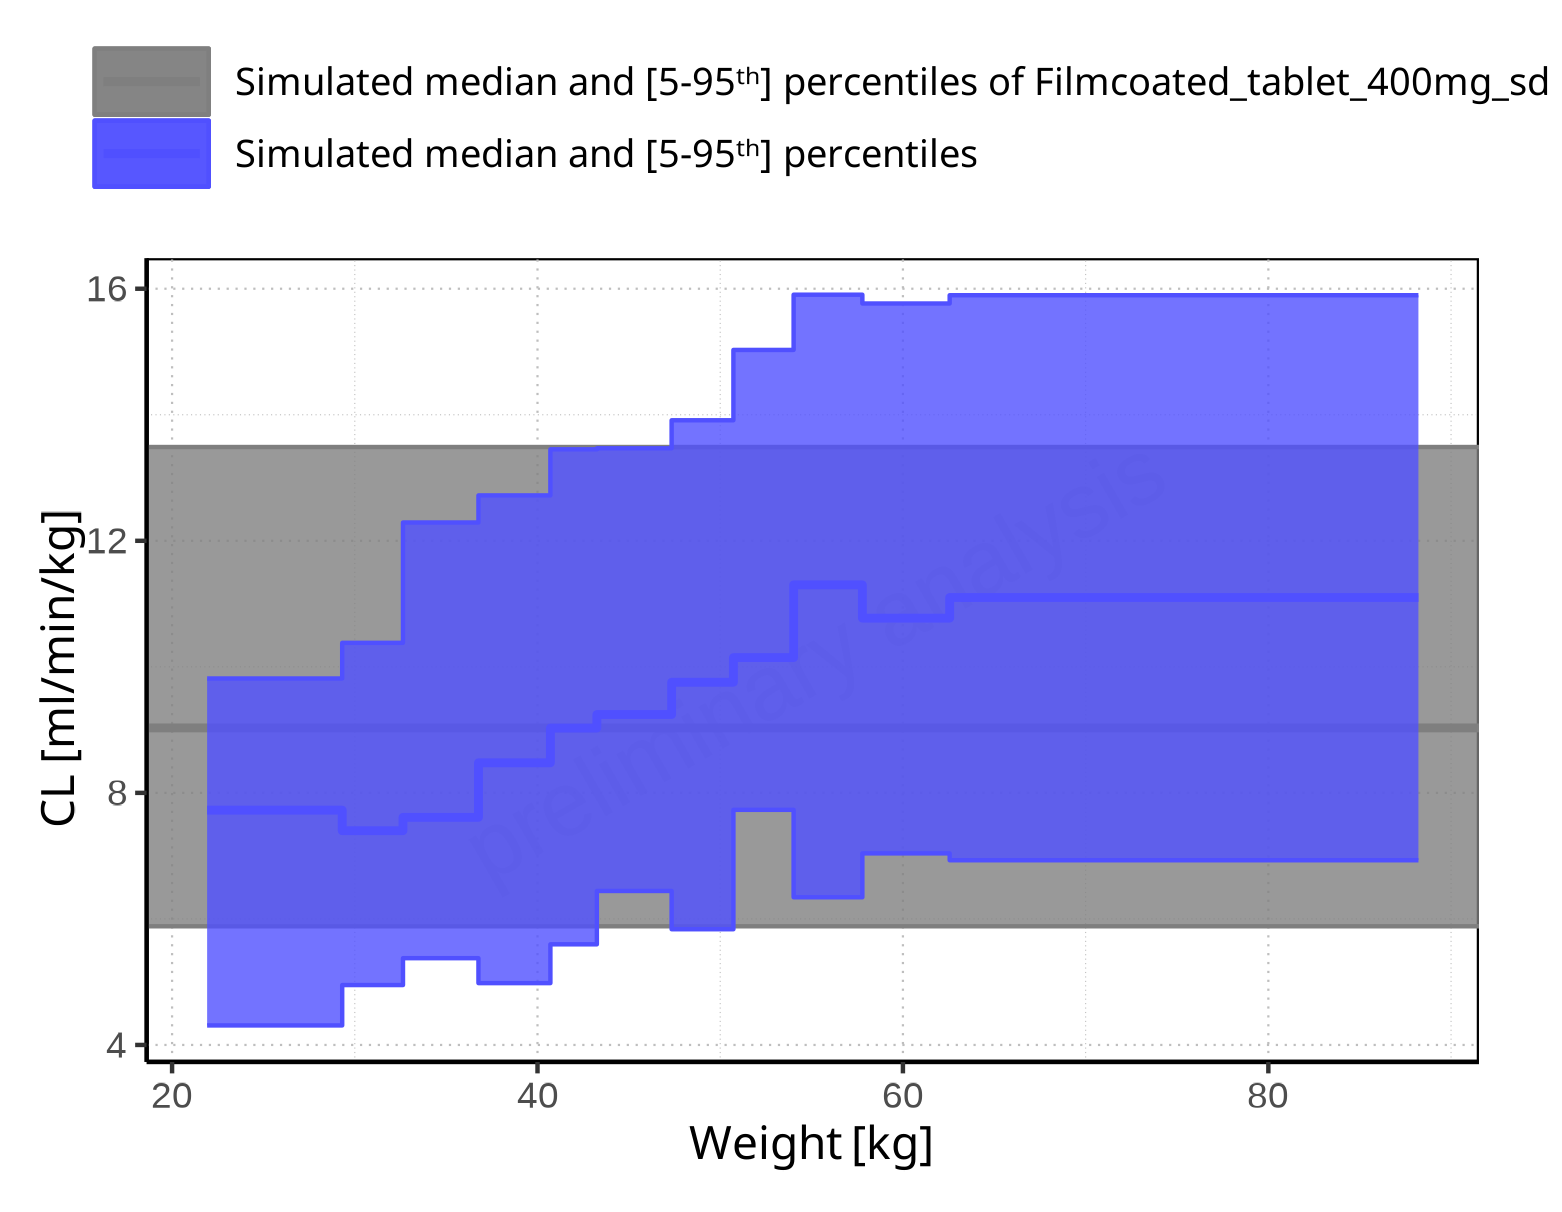 Simulated median and [5-95th] percentiles of Filmcoated_tablet_400mg_sd
Simulated median and [5-95th] percentiles
16
12
8
4
CL [ml/min/kg]
preliminary analysis
20 40 60 80
Weight [kg]